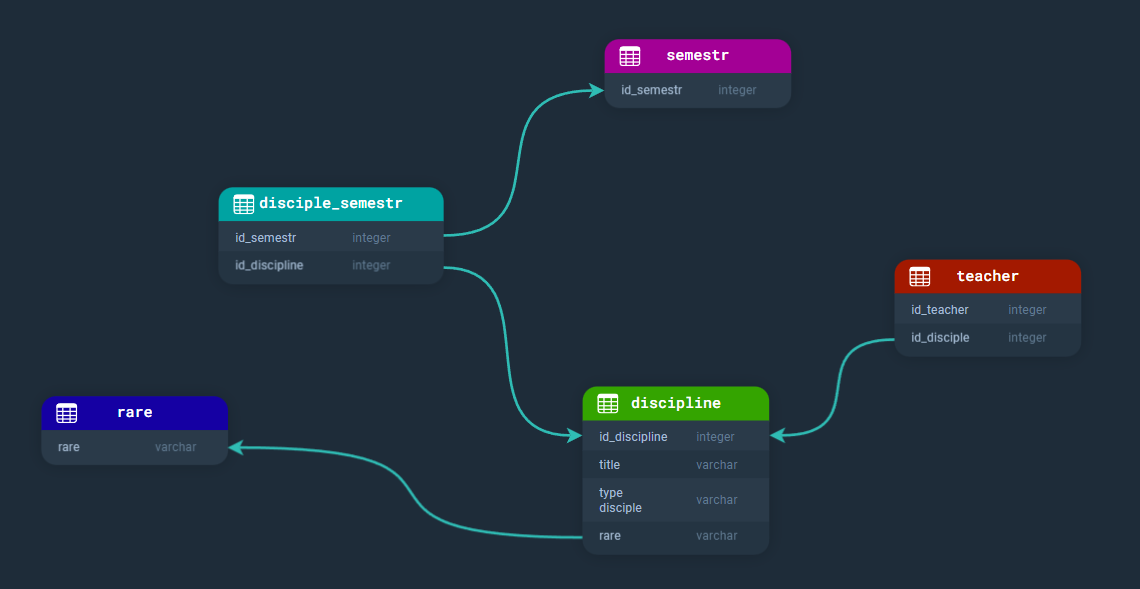 semestr
id_semestr integer
disciple_semestr
id_semestr integer
id_discipline integer
teacher
id_teacher integer
id_disciple integer
rare
rare varchar
discipline
id_discipline integer
title varchar
type
disciple varchar
rare varchar